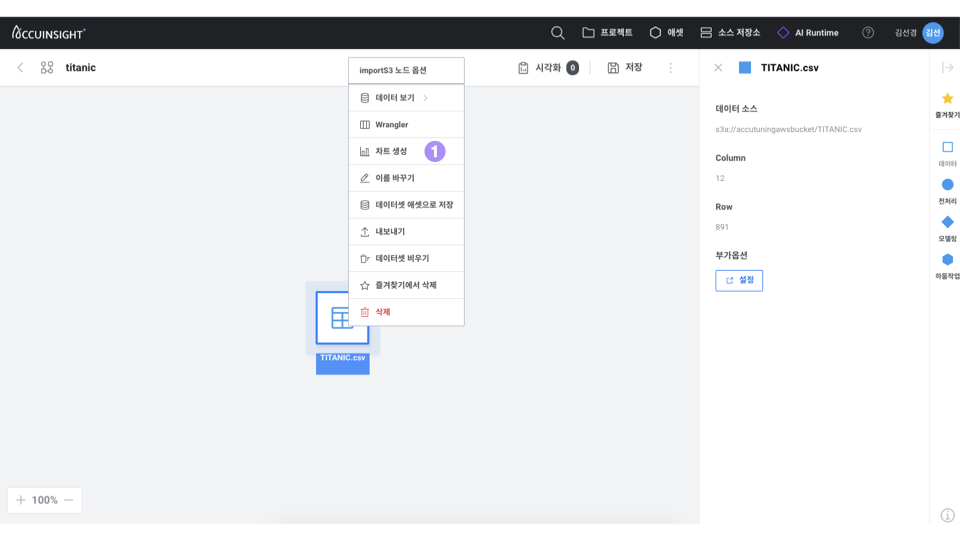 ACCUINSIGHT+
프로젝트
애셋
소스 저장소
AI Runtime
김선경
김선
titanic
시각화 0
저장
importS3 노드 옵션
데이터 보기
Wrangler
차트 생성
1
이름 바꾸기
데이터셋 애셋으로 저장
내보내기
데이터셋 비우기
즐겨찾기에서 삭제
삭제
TITANIC.csv
100%
TITANIC.csv
데이터 소스
s3a://accutuningawsbucket/TITANIC.csv
Column
12
Row
891
부가옵션
설정
즐겨찾기
데이터
전처리
모델링
하둡작업